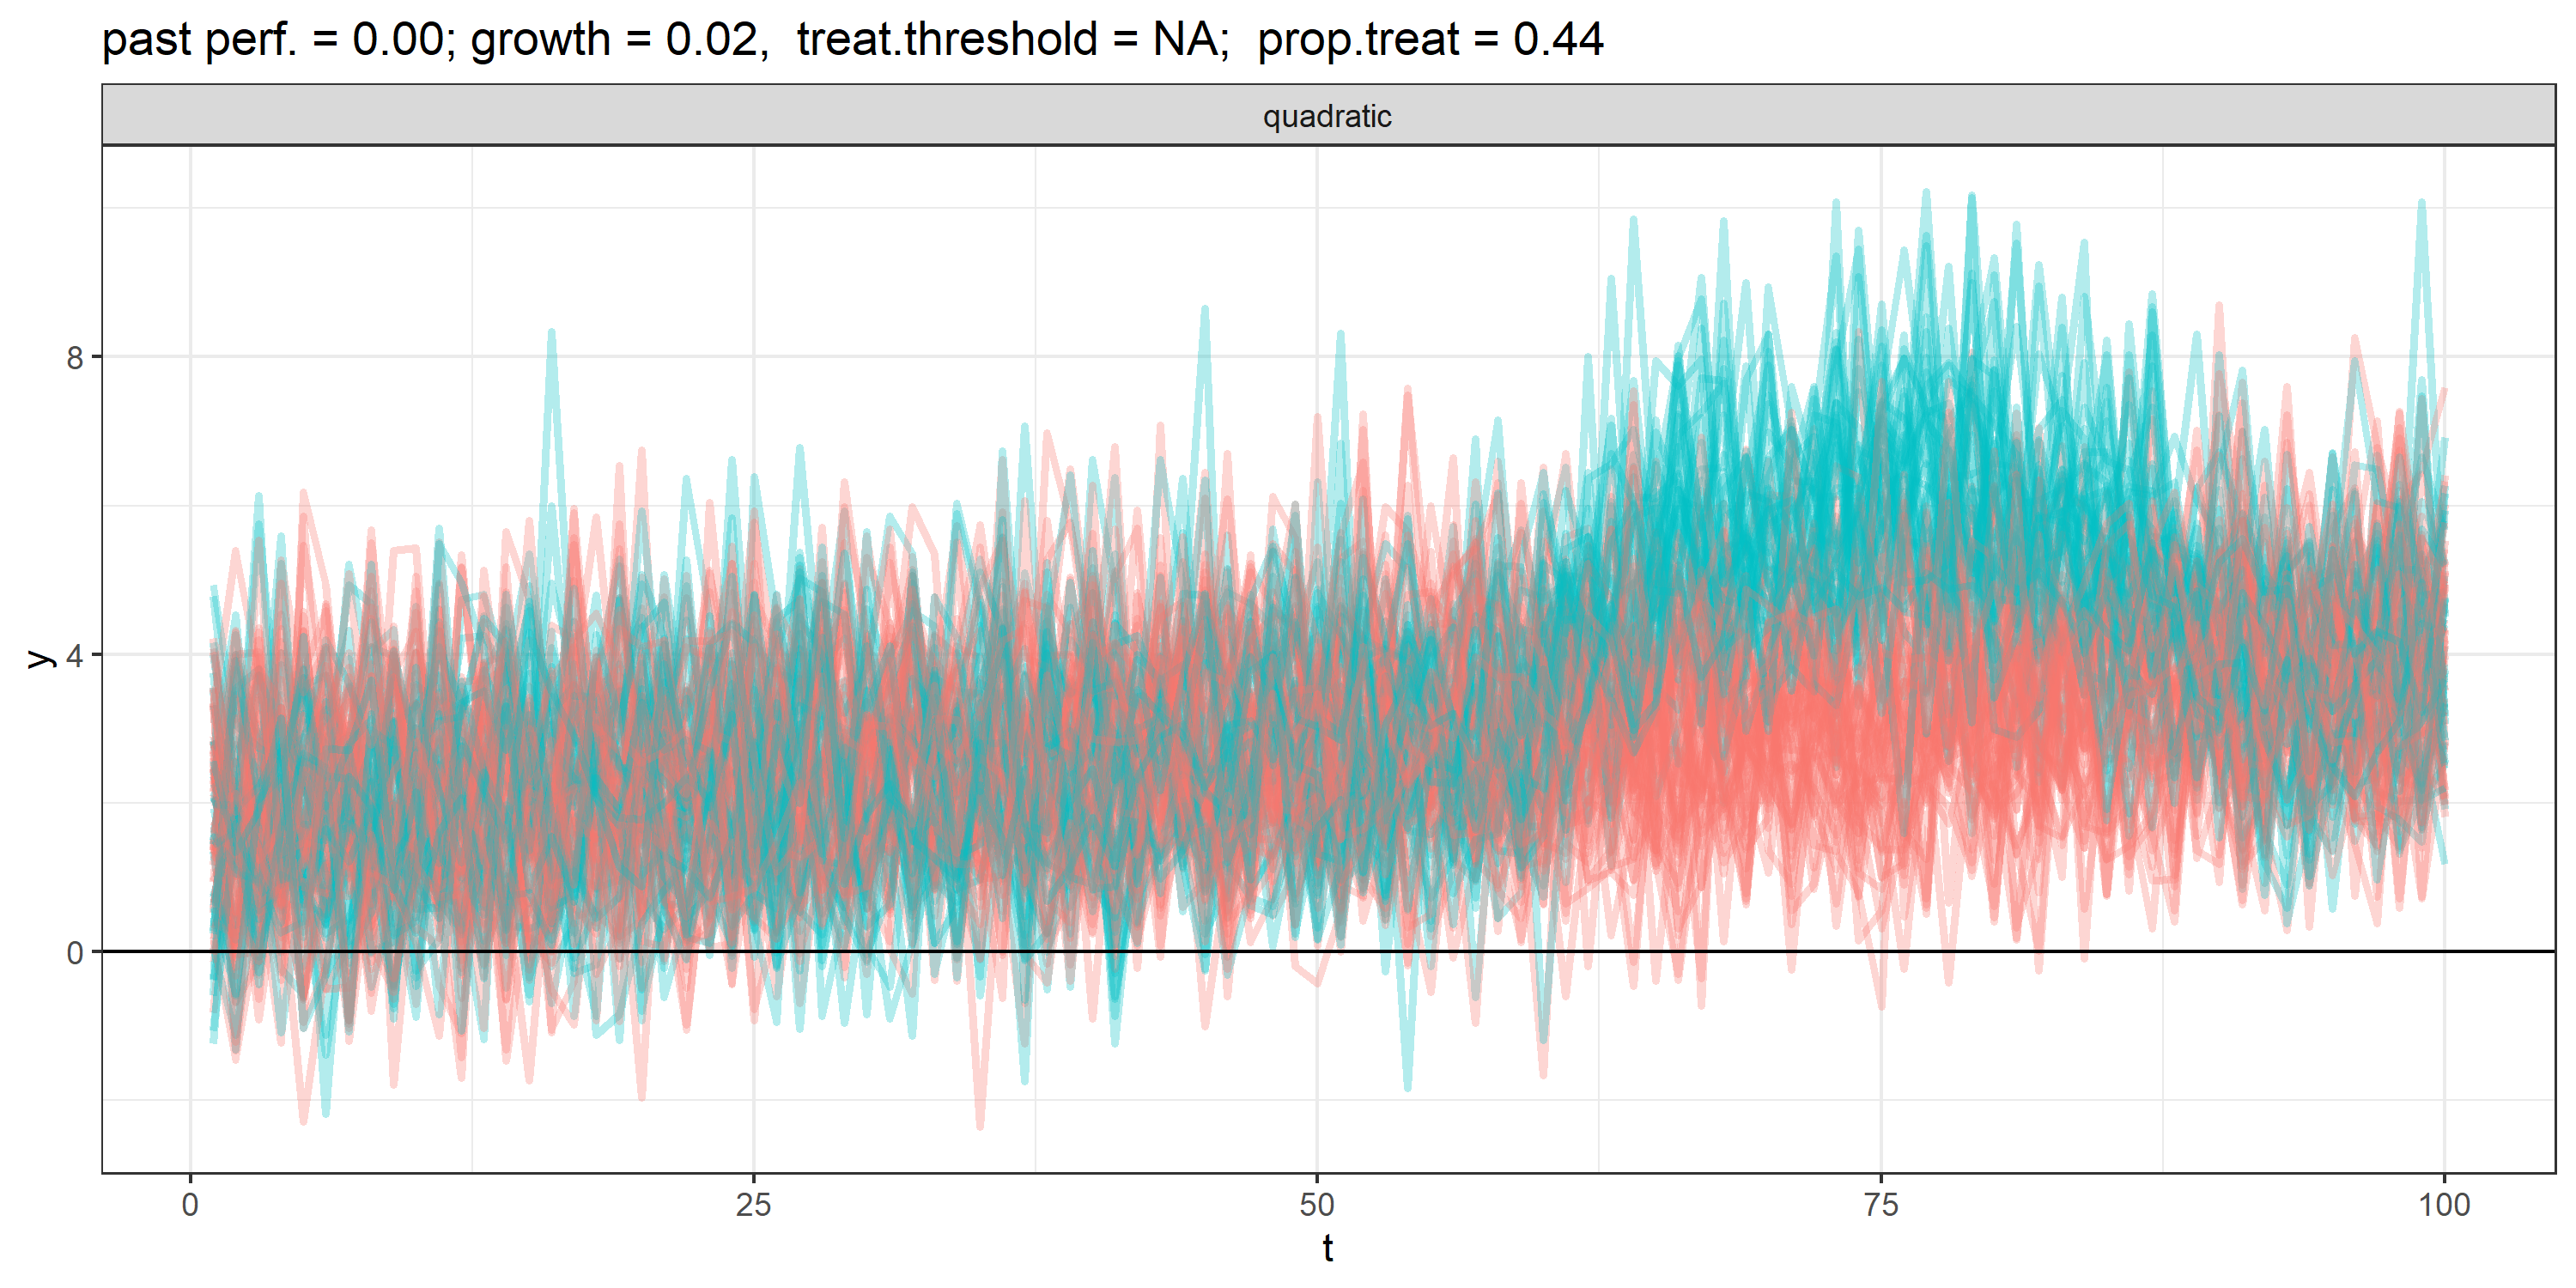 past perf. = 0.00; growth = 0.02,  treat.threshold = NA;  prop.treat = 0.44
quadratic
y
8
4
0
0 25 50 75 100
t